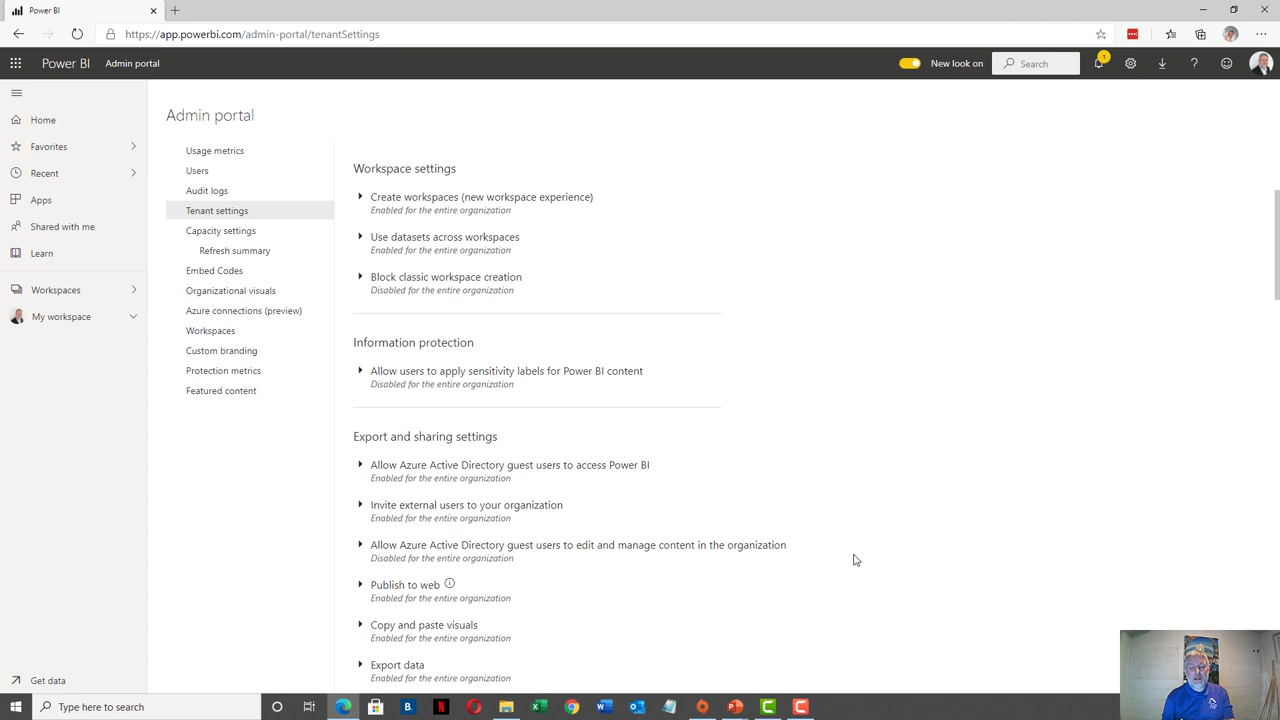 Power BI
https://app.powerbi.com/admin-portal/tenantSettings
Power BI
Admin portal
New look on
Search
1
Home
Favorites
Recent
Apps
Shared with me
Learn
Workspaces
My workspace
Get data
Admin portal
Usage metrics
Users
Audit logs
Tenant settings
Capacity settings
Refresh summary
Embed Codes
Organizational visuals
Azure connections (preview)
Workspaces
Custom branding
Protection metrics
Featured content
Workspace settings
Create workspaces (new workspace experience)
Enabled for the entire organization
Use datasets across workspaces
Enabled for the entire organization
Block classic workspace creation
Disabled for the entire organization
Information protection
Allow users to apply sensitivity labels for Power BI content
Disabled for the entire organization
Export and sharing settings
Allow Azure Active Directory guest users to access Power BI
Enabled for the entire organization
Invite external users to your organization
Enabled for the entire organization
Allow Azure Active Directory guest users to edit and manage content in the organization
Disabled for the entire organization
Publish to web
Enabled for the entire organization
Copy and paste visuals
Enabled for the entire organization
Export data
Enabled for the entire organization
Type here to search